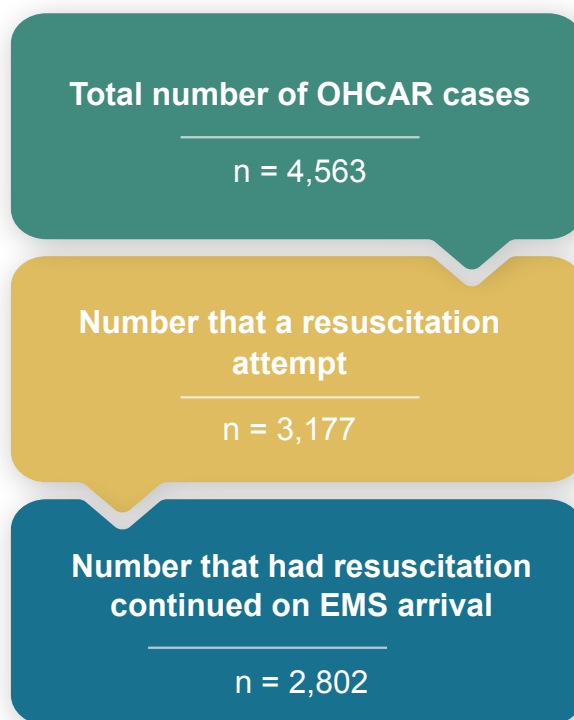 Total number of OHCAR cases
n = 4,563
Number that a resuscitation
attempt
n = 3,177
Number that had resuscitation
continued on EMS arrival
n = 2,802